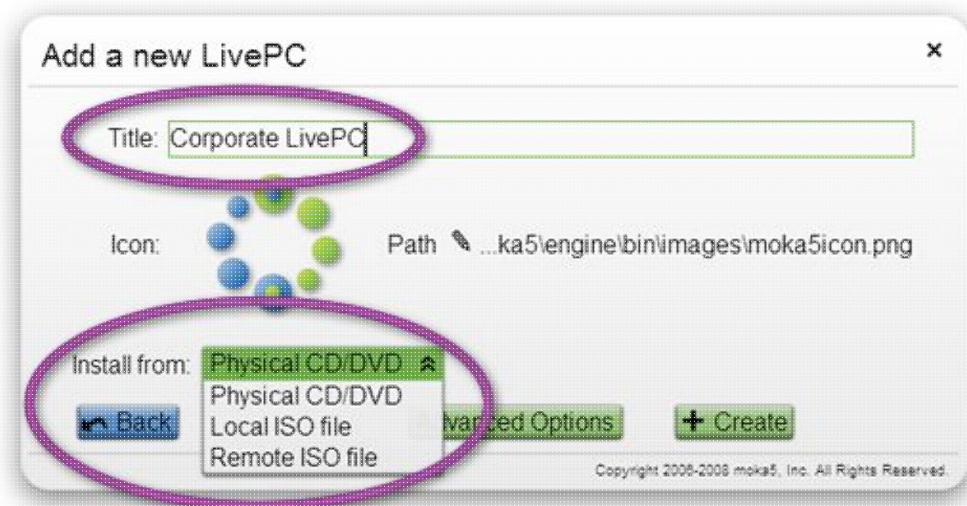 Add a new LivePC ×
Title: Corporate LivePC
Icon: Path ...ka5\engine\bin\images\moka5icon.png
Install from: Physical CD/DVD
Physical CD/DVD
Local ISO file
Remote ISO file
Back vanced Options + Create
Copyright 2006-2008 moka5, Inc. All Rights Reserved.